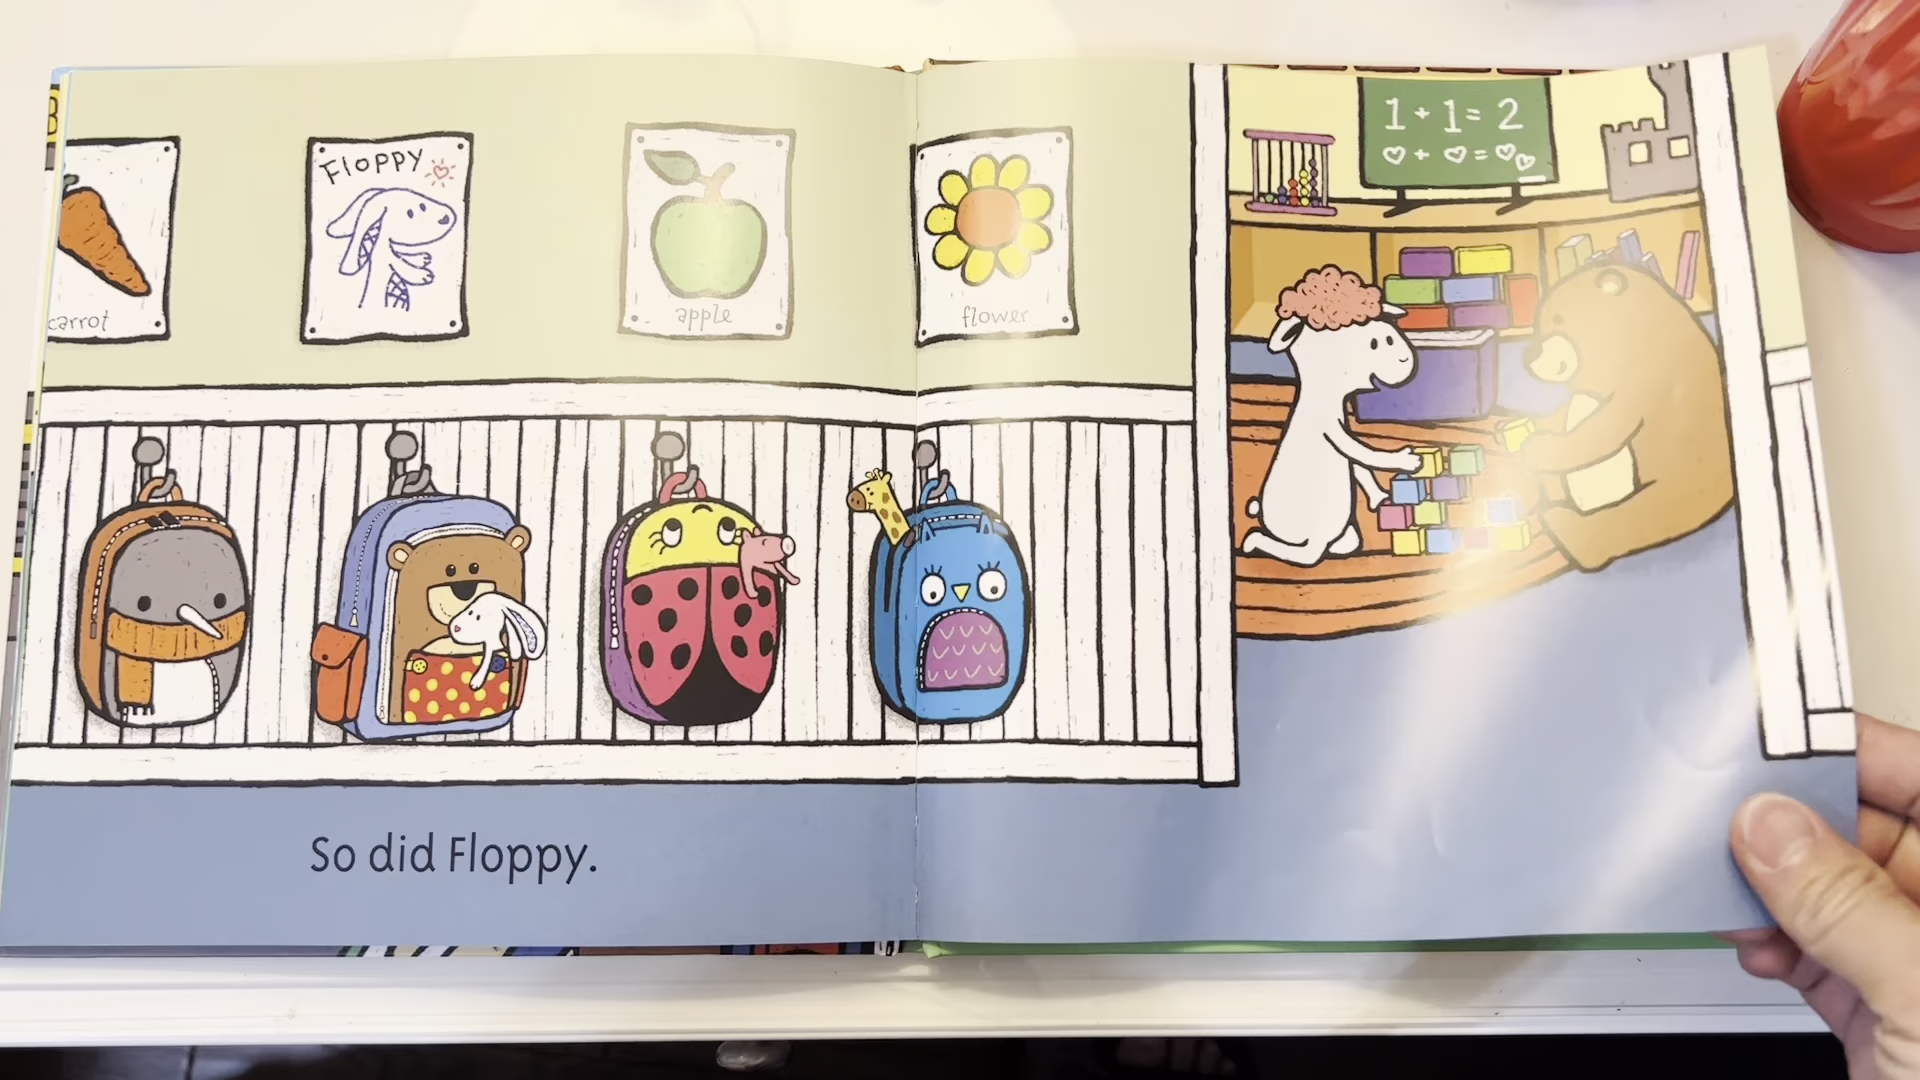 carrot
Floppy
apple
flower
1 + 1 = 2
♡ + ♡ = ♡♡
So did Floppy.